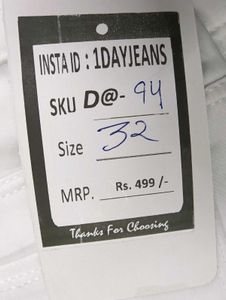 INSTA ID : 1DAYJEANS
SKU D@- 94
Size 32
MRP. Rs. 499 /-
Thanks For Choosing